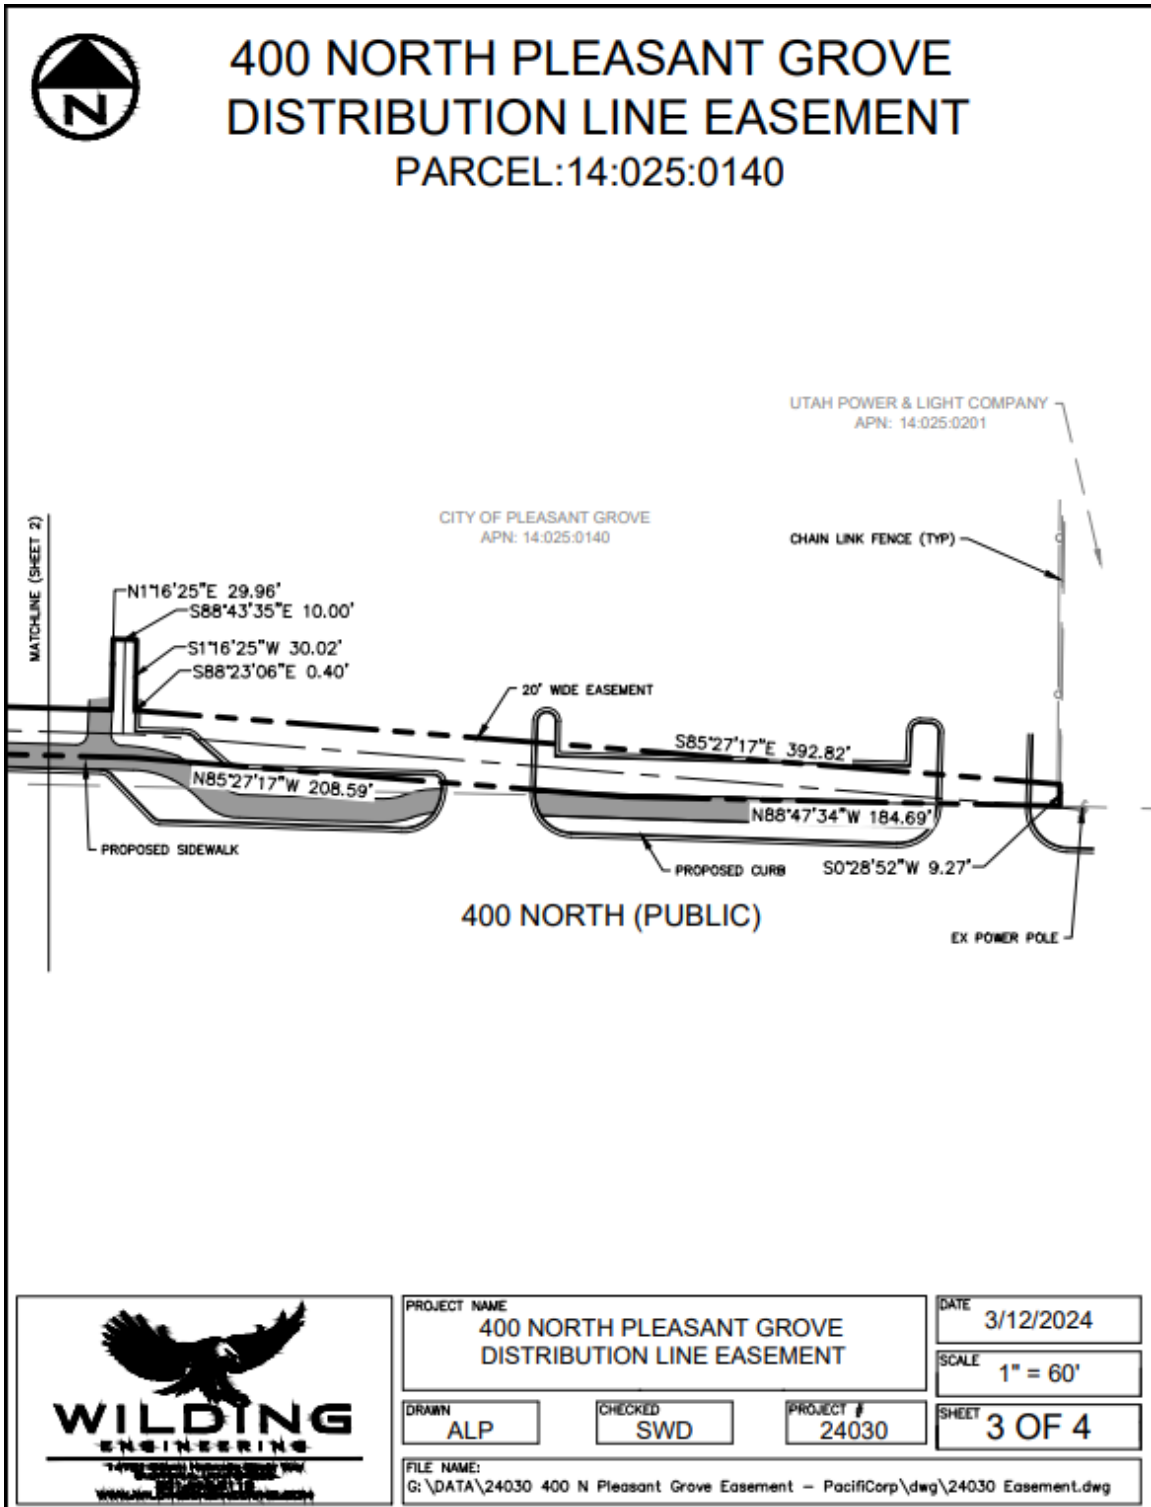 400 NORTH PLEASANT GROVE
DISTRIBUTION LINE EASEMENT
PARCEL:14:025:0140
N
UTAH POWER & LIGHT COMPANY
APN: 14:025:0201
CITY OF PLEASANT GROVE
APN: 14:025:0140
CHAIN LINK FENCE (TYP)
MATCHLINE (SHEET 2)
N1°16'25"E 29.96'
S88°43'35"E 10.00'
S1°16'25"W 30.02'
S88°23'06"E 0.40'
20' WIDE EASEMENT
S85°27'17"E 392.82'
N85°27'17"W 208.59'
N88°47'34"W 184.69'
PROPOSED SIDEWALK
PROPOSED CURB
S0°28'52"W 9.27'
400 NORTH (PUBLIC)
EX POWER POLE
WILDING
ENGINEERING
PROJECT NAME
400 NORTH PLEASANT GROVE
DISTRIBUTION LINE EASEMENT
DATE
3/12/2024
SCALE
1" = 60'
DRAWN
ALP
CHECKED
SWD
PROJECT #
24030
SHEET
3 OF 4
FILE NAME:
G:\DATA\24030 400 N Pleasant Grove Easement - PacifiCorp\dwg\24030 Easement.dwg